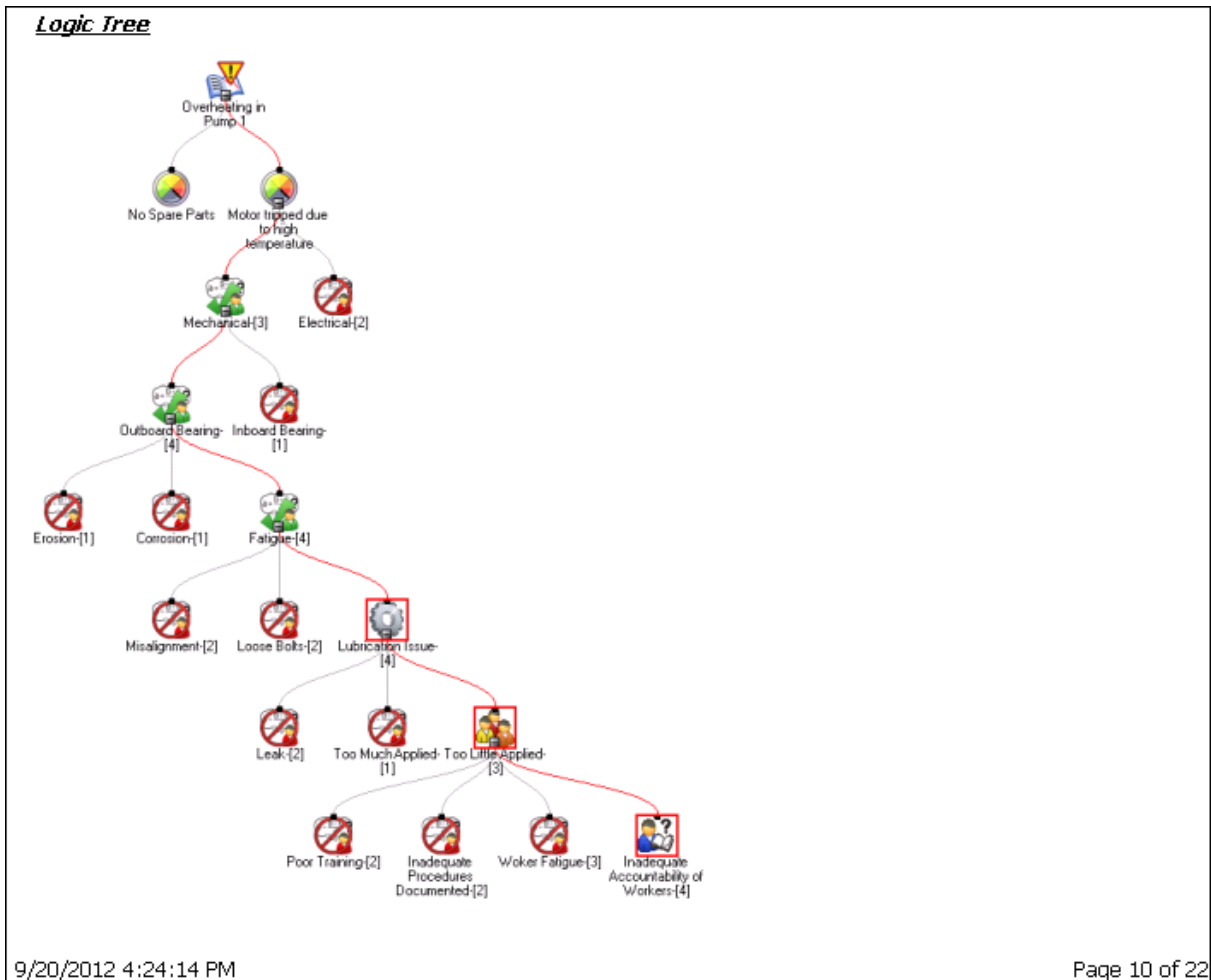 Logic Tree
Overheating in
Pump 1
No Spare Parts
Motor tripped due
to high
temperature
Mechanical-[3]
Electrical-[2]
Outboard Bearing-
[4]
Inboard Bearing-
[1]
Erosion-[1]
Corrosion-[1]
Fatigue-[4]
Misalignment-[2]
Loose Bolts-[2]
Lubrication Issue-
[4]
Leak-[2]
Too Much Applied-
[1]
Too Little Applied-
[3]
Poor Training-[2]
Inadequate
Procedures
Documented-[2]
Woker Fatigue-[3]
Inadequate
Accountability of
Workers-[4]
9/20/2012 4:24:14 PM
Page 10 of 22